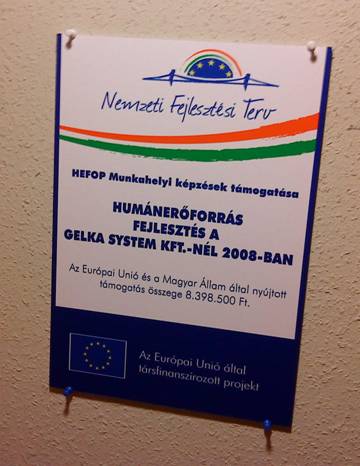 Nemzeti Fejlesztési Terv
HEFOP Munkahelyi képzések támogatása
HUMÁNERŐFORRÁS
FEJLESZTÉS A
GELKA SYSTEM KFT.-NÉL 2008-BAN
Az Európai Unió és a Magyar Állam által nyújtott
támogatás összege 8.398.500 Ft.
Az Európai Unió által
társfinanszírozott projekt